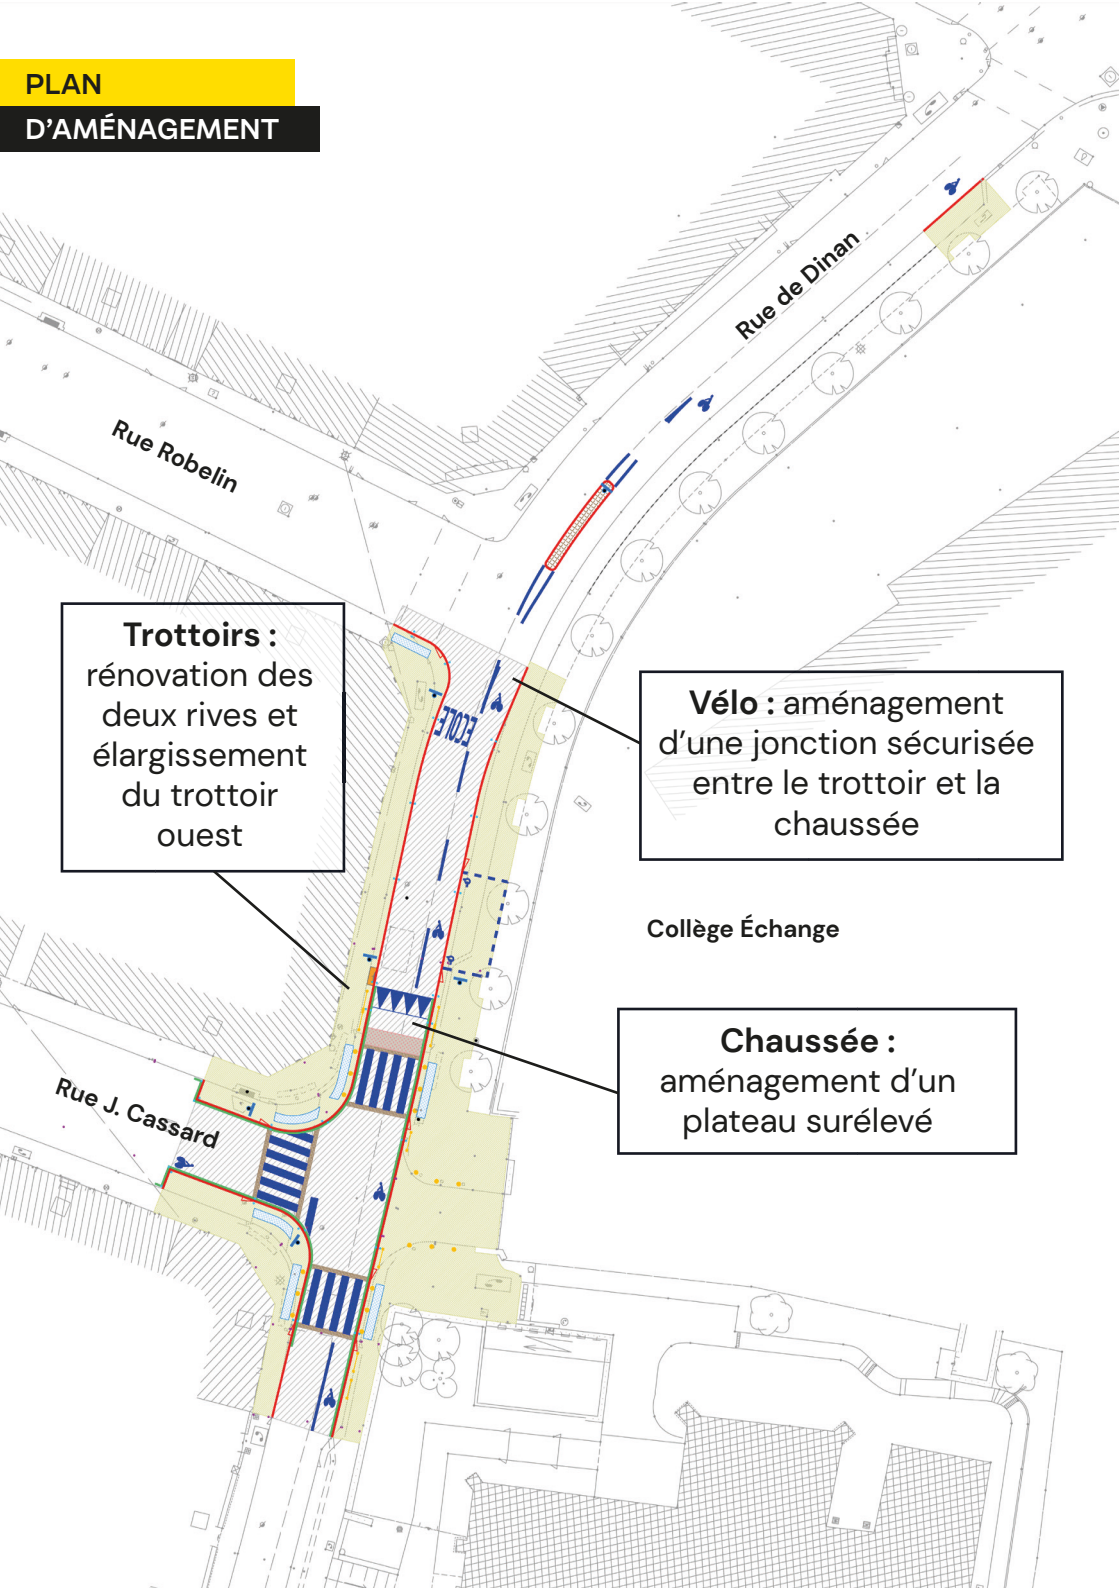 PLAN
D'AMÉNAGEMENT
Rue de Dinan
Rue Robelin
Trottoirs :
rénovation des
deux rives et
élargissement
du trottoir
ouest
ECOLE
Vélo : aménagement
d'une jonction sécurisée
entre le trottoir et la
chaussée
Collège Échange
Chaussée :
aménagement d'un
plateau surélevé
Rue J. Cassard